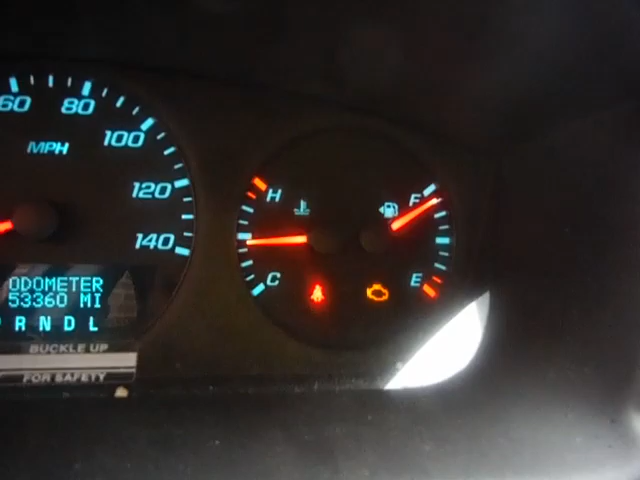 60
80
MPH
100
120
140
H
F
C
E
ODOMETER
53360 MI
R N D L
BUCKLE UP
FOR SAFETY